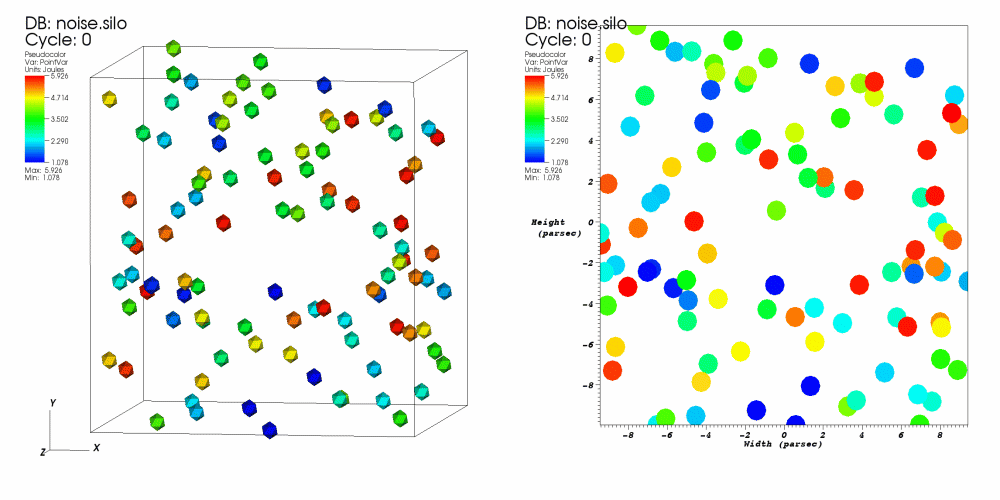 DB: noise.silo
Cycle: 0
Pseudocolor
Var: PointVar
Units: Joules
5.926
4.714
3.502
2.290
1.078
Max: 5.926
Min: 1.078
Y
Z
X
DB: noise.silo
Cycle: 0
Pseudocolor
Var: PointVar
Units: Joules
5.926
4.714
3.502
2.290
1.078
Max: 5.926
Min: 1.078
Height
(parsec)
8
6
4
2
0
-2
-4
-6
-8
-8 -6 -4 -2 0 2 4 6 8
Width (parsec)